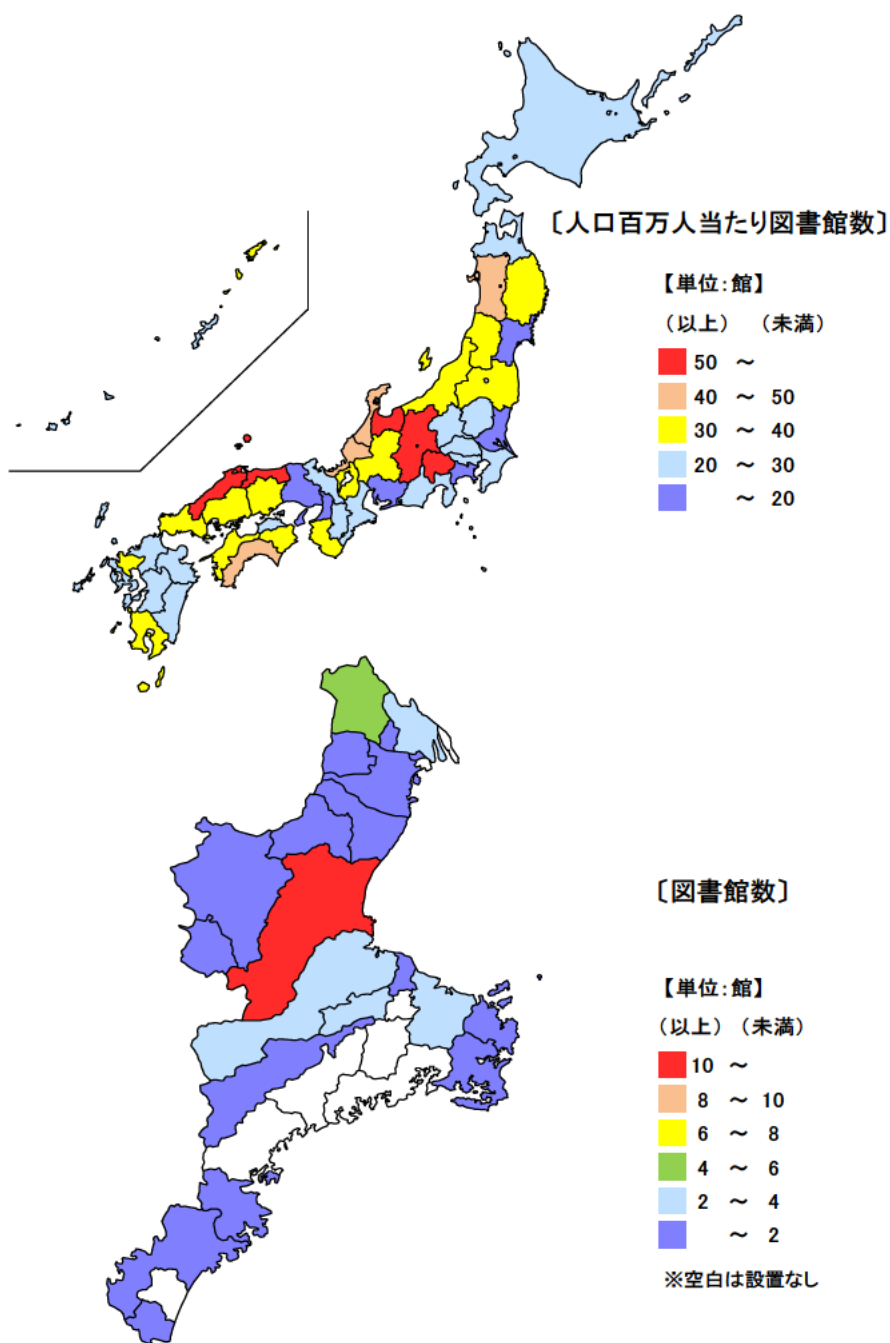 〔人口百万人当たり図書館数〕
【単位:館】
(以上) (未満)
50 ～
40 ～ 50
30 ～ 40
20 ～ 30
～ 20
〔図書館数〕
【単位:館】
(以上) (未満)
10 ～
8 ～ 10
6 ～ 8
4 ～ 6
2 ～ 4
～ 2
※空白は設置なし